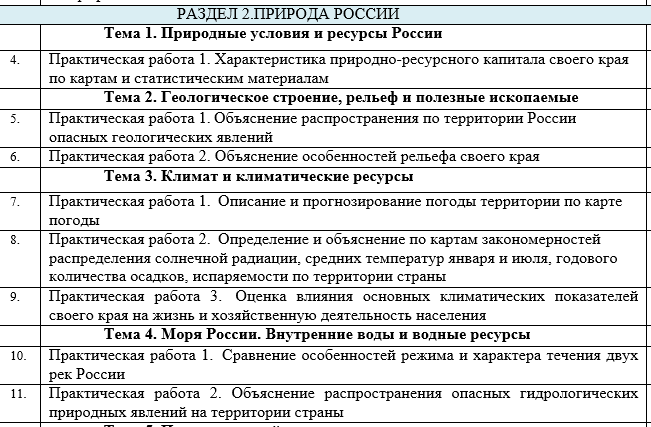 РАЗДЕЛ 2.ПРИРОДА РОССИИ
Тема 1. Природные условия и ресурсы России
4. Практическая работа 1. Характеристика природно-ресурсного капитала своего края
по картам и статистическим материалам
Тема 2. Геологическое строение, рельеф и полезные ископаемые
5. Практическая работа 1. Объяснение распространения по территории России
опасных геологических явлений
6. Практическая работа 2. Объяснение особенностей рельефа своего края
Тема 3. Климат и климатические ресурсы
7. Практическая работа 1. Описание и прогнозирование погоды территории по карте
погоды
8. Практическая работа 2. Определение и объяснение по картам закономерностей
распределения солнечной радиации, средних температур января и июля, годового
количества осадков, испаряемости по территории страны
9. Практическая работа 3. Оценка влияния основных климатических показателей
своего края на жизнь и хозяйственную деятельность населения
Тема 4. Моря России. Внутренние воды и водные ресурсы
10. Практическая работа 1. Сравнение особенностей режима и характера течения двух
рек России
11. Практическая работа 2. Объяснение распространения опасных гидрологических
природных явлений на территории страны